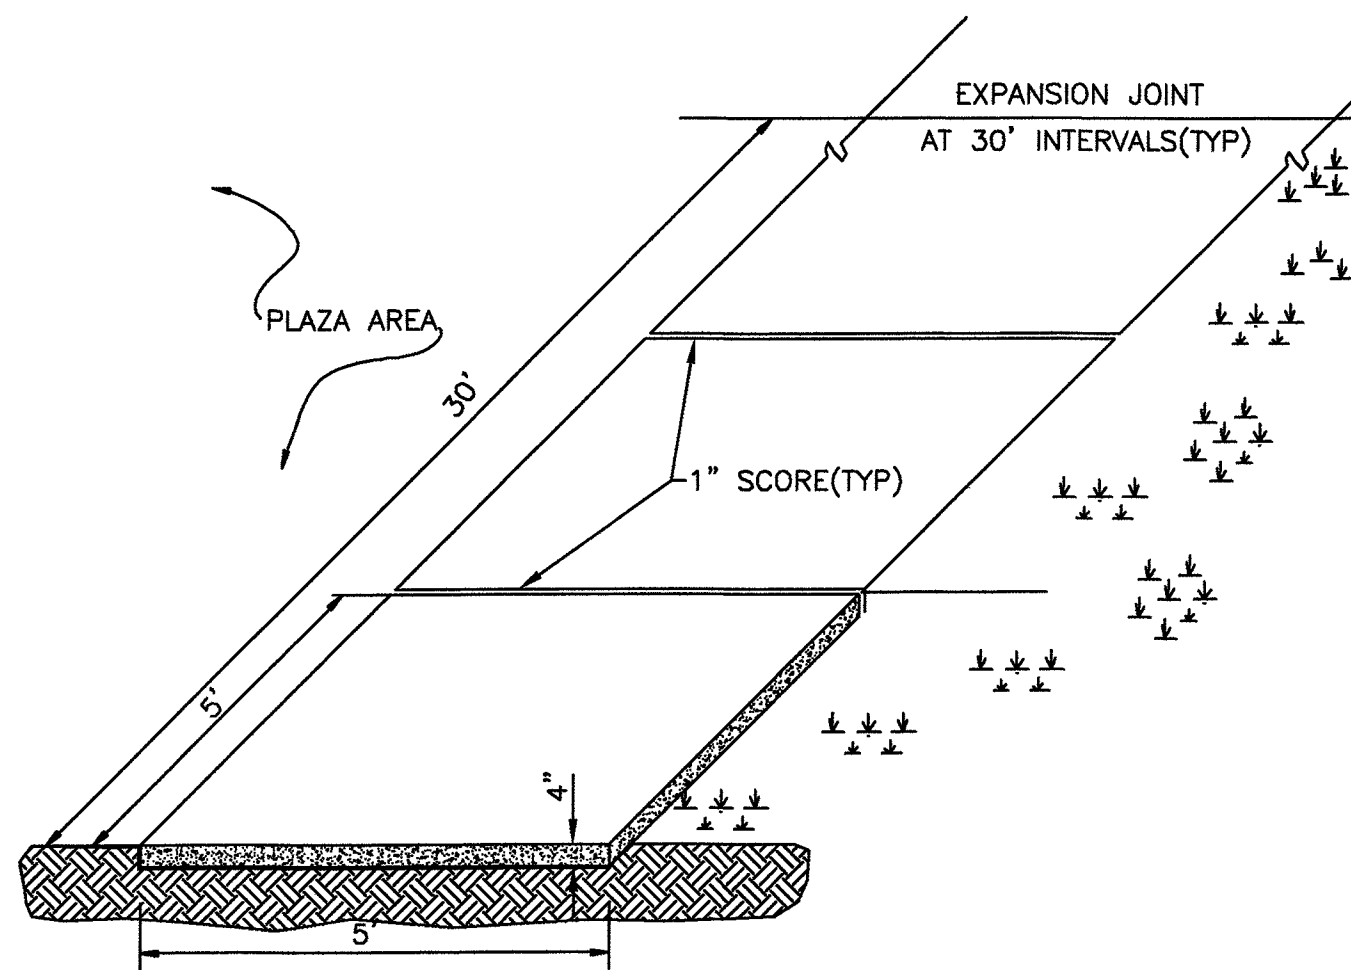 EXPANSION JOINT
AT 30' INTERVALS(TYP)
PLAZA AREA
30'
1" SCORE(TYP)
5'
4"
5'